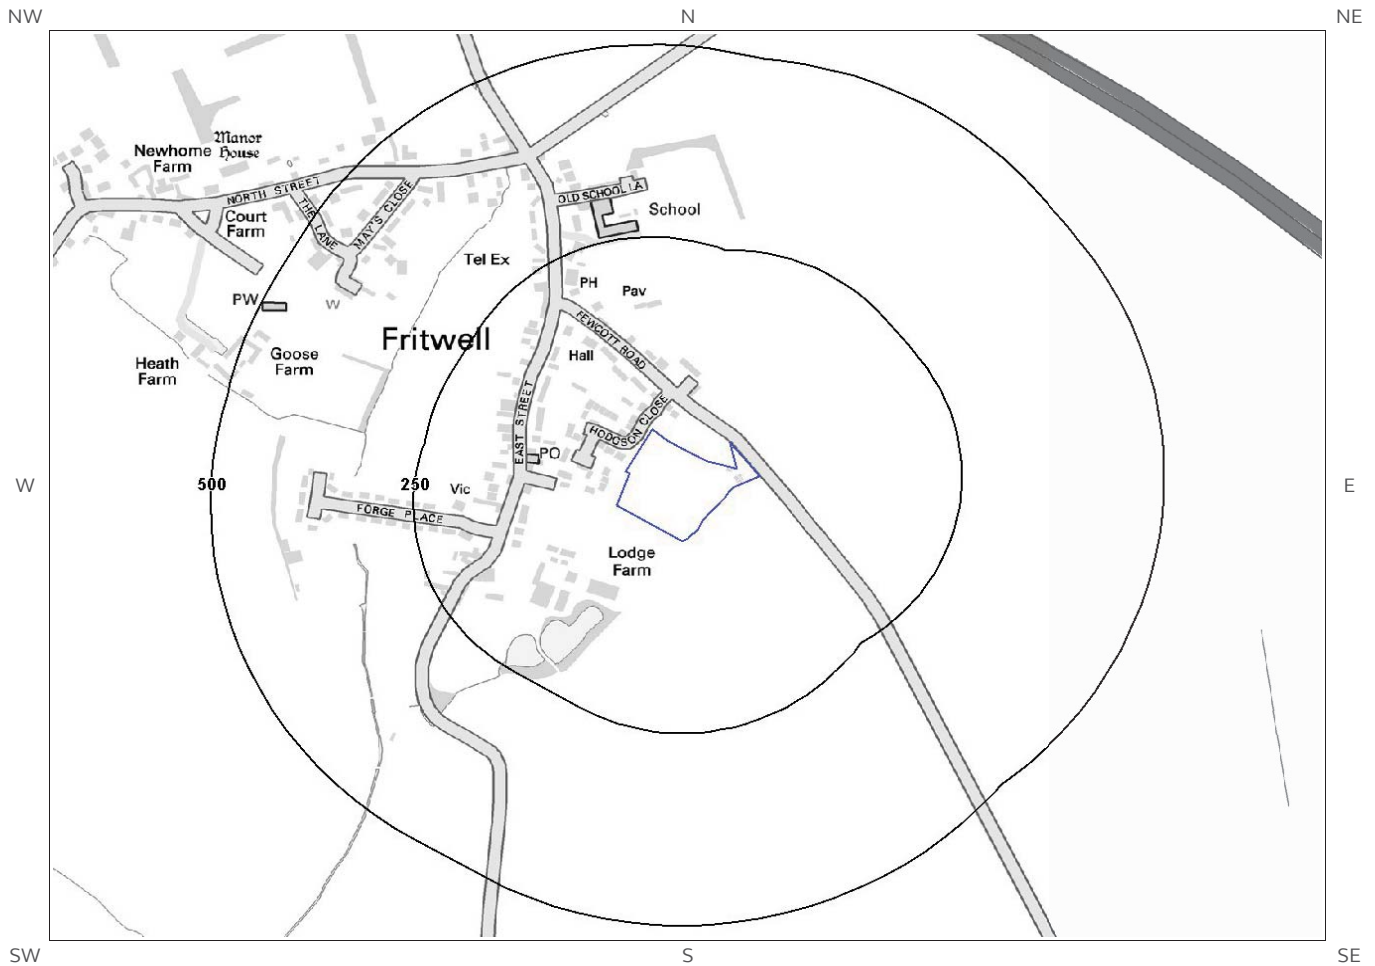 NW
N
NE
Manor
House
Newhome
Farm
NORTH STREET
OLD SCHOOL LA
School
THE LANE
MAY'S CLOSE
Court
Farm
Tel Ex
PH
Pav
PW
W
Fritwell
FEWCOTT ROAD
Hall
Heath
Farm
Goose
Farm
EAST STREET
HODGSON CLOSE
PO
W
500
250
Vic
E
FORGE PLACE
Lodge
Farm
SW
S
SE